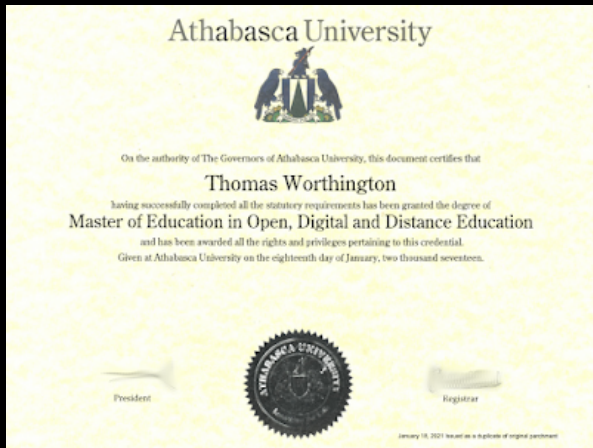 Athabasca University
On the authority of The Governors of Athabasca University, this document certifies that
Thomas Worthington
having successfully completed all the statutory requirements has been granted the degree of
Master of Education in Open, Digital and Distance Education
and has been awarded all the rights and privileges pertaining to this credential.
Given at Athabasca University on the eighteenth day of January, two thousand seventeen.
ATHABASCA UNIVERSITY
President
Registrar
January 18, 2021 issued as a duplicate of original parchment